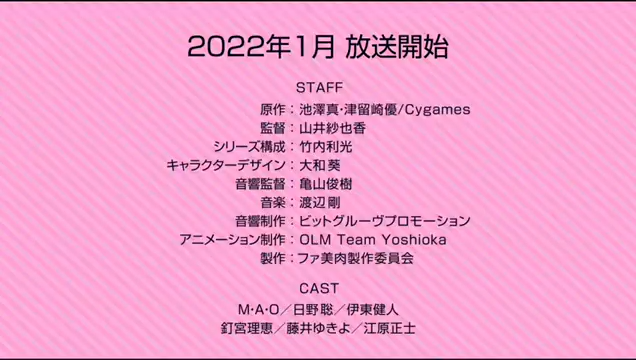 2022年1月 放送開始
STAFF
原作：池澤真・津留崎優/Cygames
監督：山井紗也香
シリーズ構成：竹内利光
キャラクターデザイン：大和葵
音響監督：亀山俊樹
音楽：渡辺剛
音響制作：ビットグルーヴプロモーション
アニメーション制作：OLM Team Yoshioka
製作：ファ美肉製作委員会
CAST
M・A・O／日野聡／伊東健人
釘宮理恵／藤井ゆきよ／江原正士